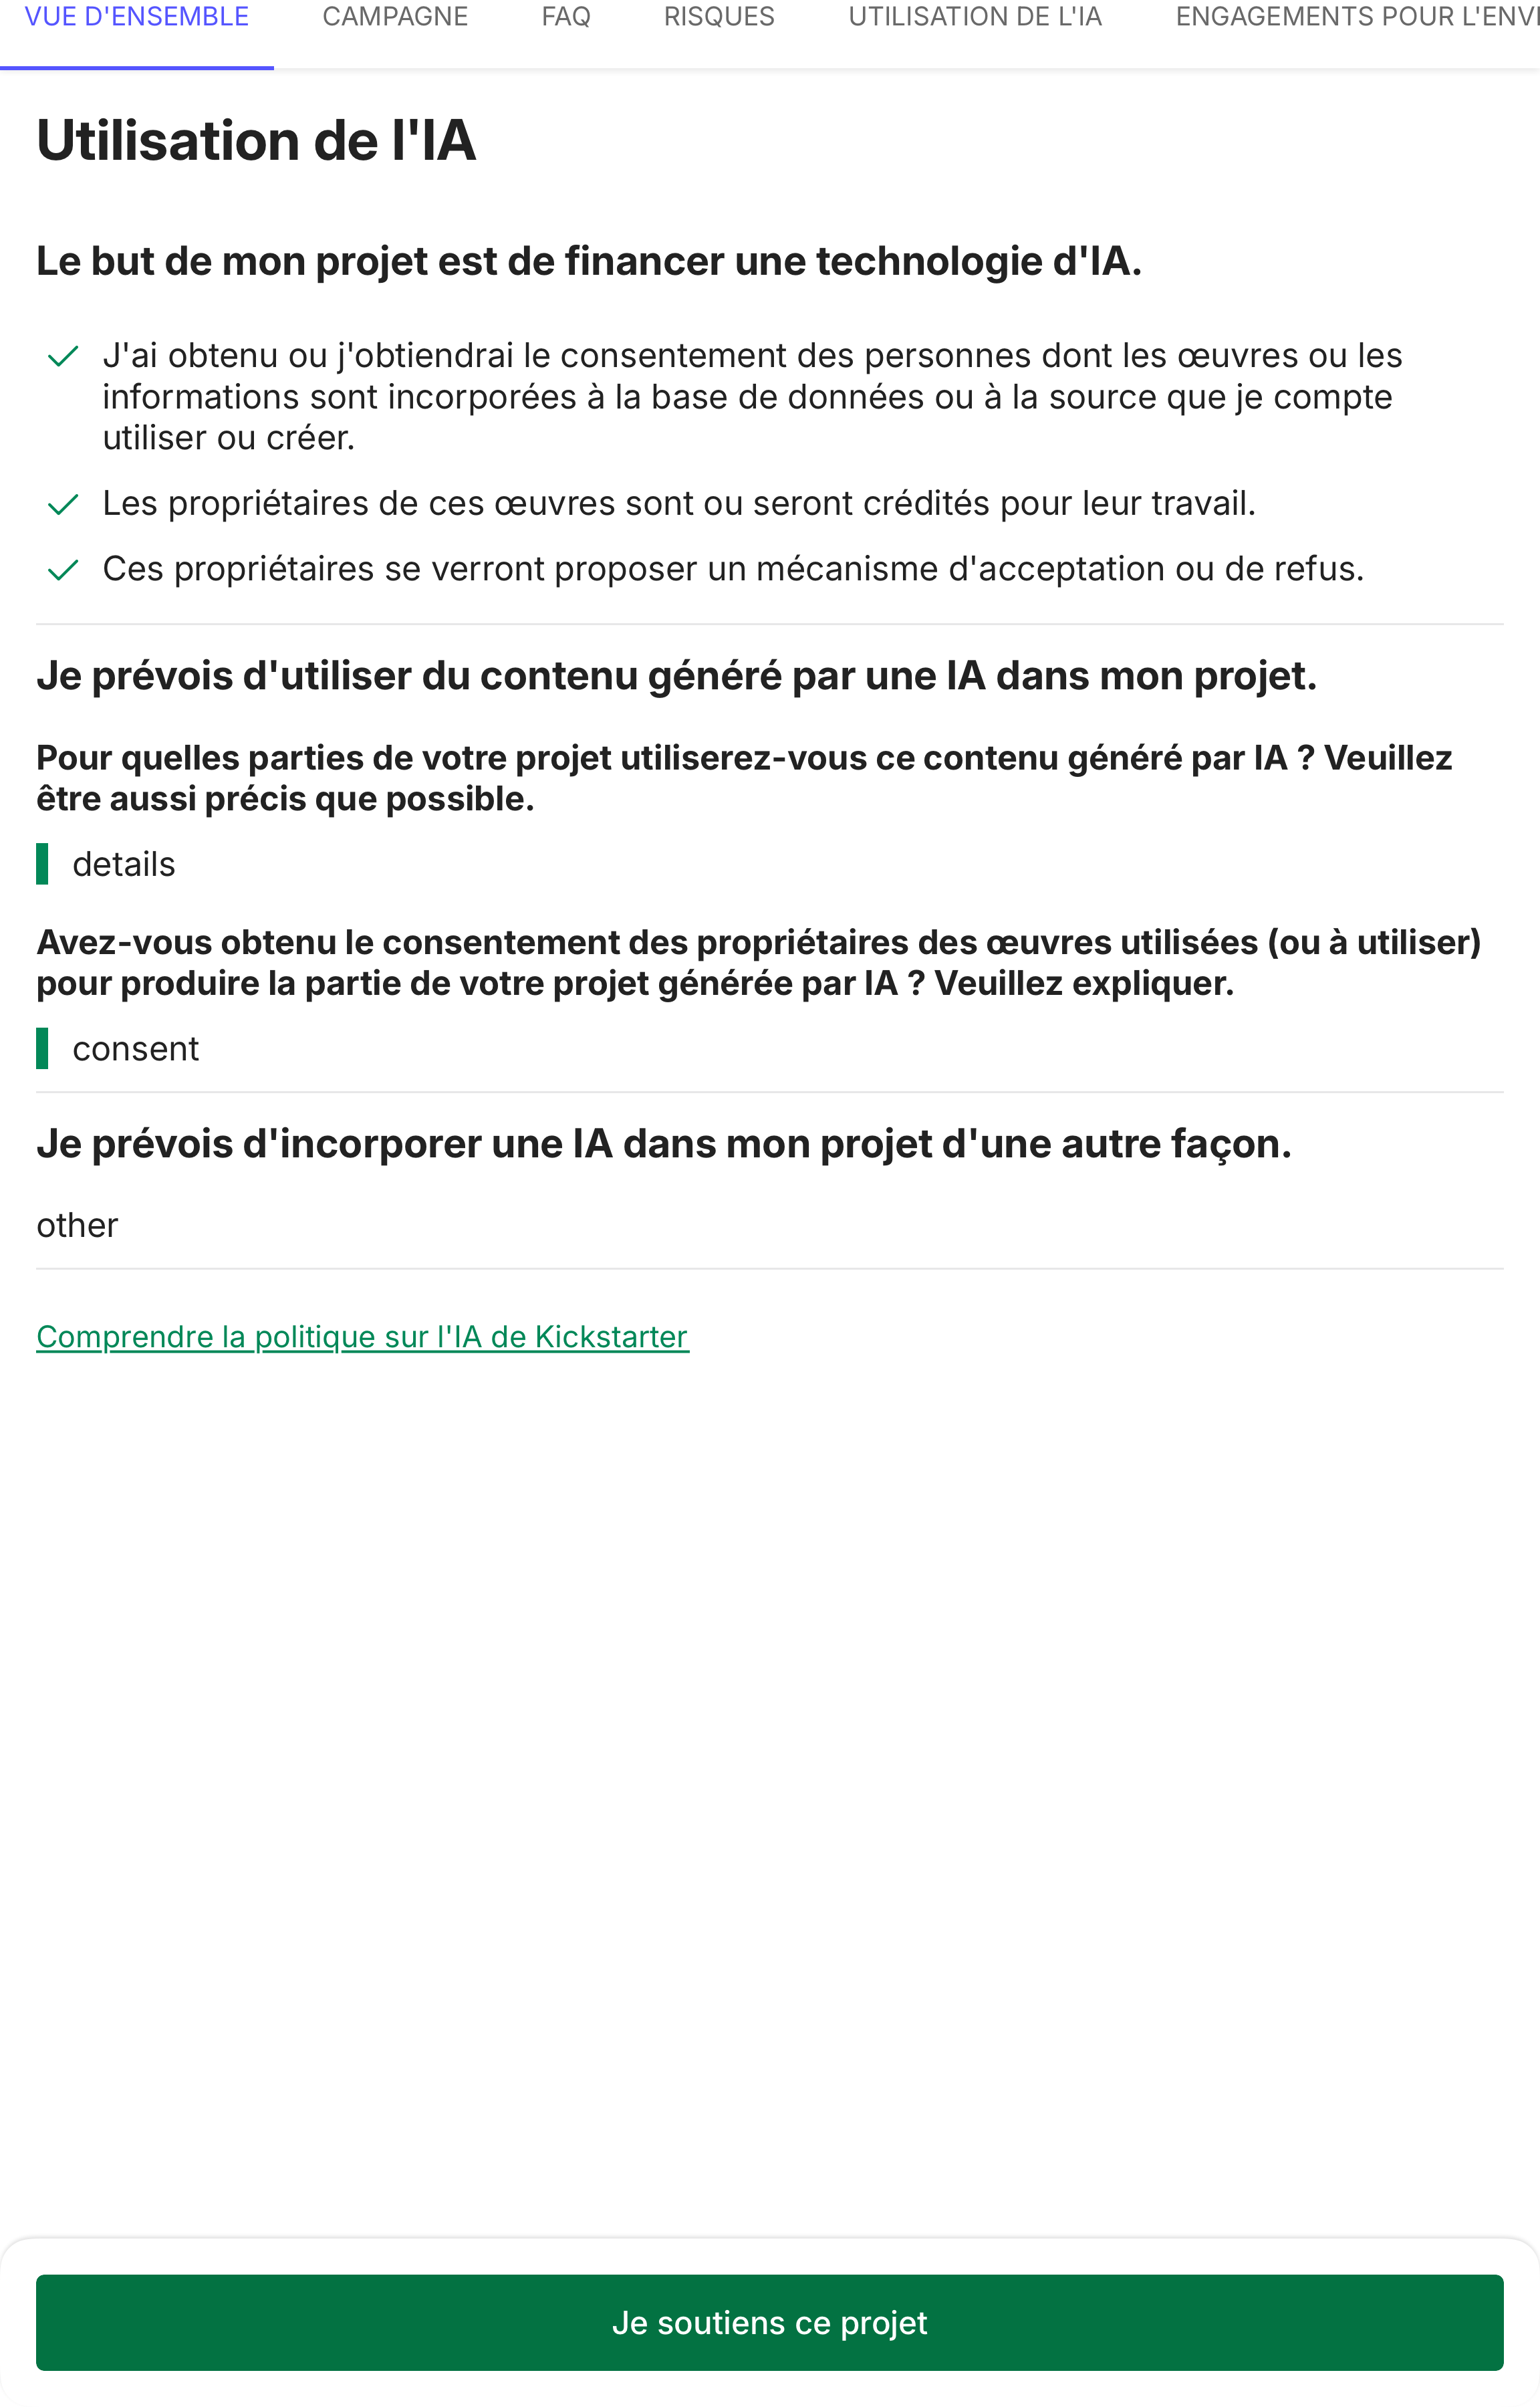 VUE D'ENSEMBLE CAMPAGNE FAQ RISQUES UTILISATION DE L'IA ENGAGEMENTS POUR L'ENVI
Utilisation de l'IA
Le but de mon projet est de financer une technologie d'IA.
J'ai obtenu ou j'obtiendrai le consentement des personnes dont les œuvres ou les
informations sont incorporées à la base de données ou à la source que je compte
utiliser ou créer.
Les propriétaires de ces œuvres sont ou seront crédités pour leur travail.
Ces propriétaires se verront proposer un mécanisme d'acceptation ou de refus.
Je prévois d'utiliser du contenu généré par une IA dans mon projet.
Pour quelles parties de votre projet utiliserez-vous ce contenu généré par IA ? Veuillez
être aussi précis que possible.
details
Avez-vous obtenu le consentement des propriétaires des œuvres utilisées (ou à utiliser)
pour produire la partie de votre projet générée par IA ? Veuillez expliquer.
consent
Je prévois d'incorporer une IA dans mon projet d'une autre façon.
other
Comprendre la politique sur l'IA de Kickstarter
Je soutiens ce projet